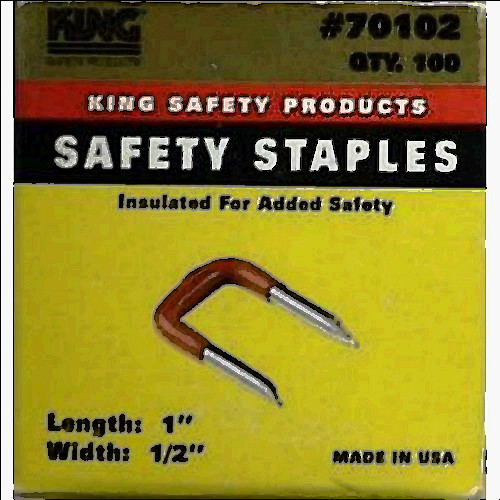 KING
#70102
QTY. 100
KING SAFETY PRODUCTS
SAFETY STAPLES
Insulated For Added Safety
Length: 1"
Width: 1/2"
MADE IN USA